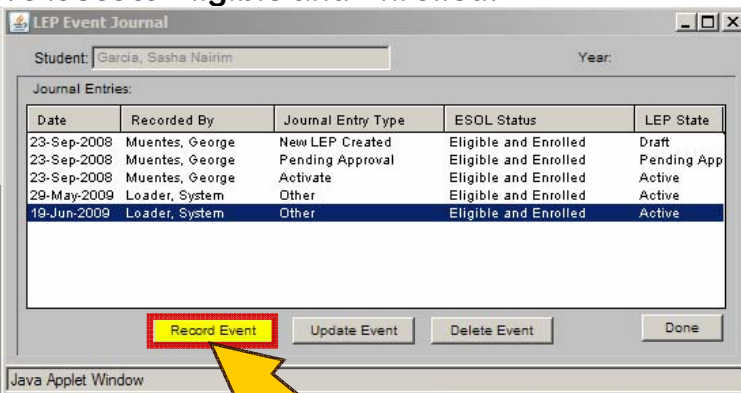 LEP Event Journal
Student: Garcia, Sasha Nairim Year:
Journal Entries:
Date Recorded By Journal Entry Type ESOL Status LEP State
23-Sep-2008 Muentes, George New LEP Created Eligible and Enrolled Draft
23-Sep-2008 Muentes, George Pending Approval Eligible and Enrolled Pending App
23-Sep-2008 Muentes, George Activate Eligible and Enrolled Active
29-May-2009 Loader, System Other Eligible and Enrolled Active
19-Jun-2009 Loader, System Other Eligible and Enrolled Active
Record Event Update Event Delete Event Done
Java Applet Window